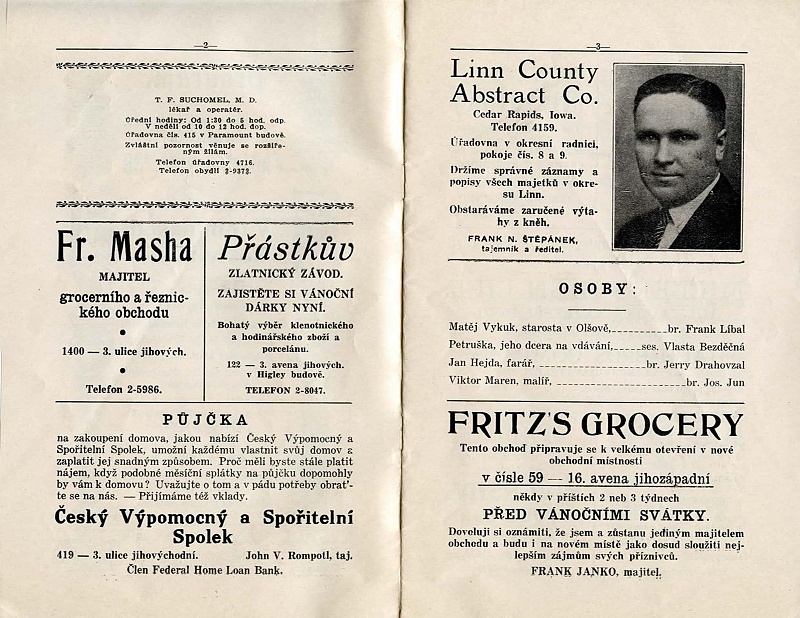 —2—
T. F. SUCHOMEL, M. D.
lékař a operatér.
Úřední hodiny: Od 1:30 do 5 hod. odp.
V neděli od 10 do 12 hod. dop.
Úřadovna čís. 415 v Paramount budově.
Zvláštní pozornost věnuje se rozšíře-
ným žilám.
Telefon úřadovny 4716.
Telefon obydlí 2-9372.
Fr. Masha
MAJITEL
grocerního a řeznic-
kého obchodu
1400 — 3. ulice jihových.
Telefon 2-5986.
Přástkův
ZLATNICKÝ ZÁVOD.
ZAJISTĚTE SI VÁNOČNÍ
DÁRKY NYNÍ.
Bohatý výběr klenotnického
a hodinářského zboží a
porcelánu.
122 — 3. avena jihových.
v Higley budově.
TELEFON 2-8047.
PŮJČKA
na zakoupení domova, jakou nabízí Český Výpomocný a
Spořitelní Spolek, umožní každému vlastnit svůj domov a
zaplatit jej snadným způsobem. Proč měli byste stále platit
nájem, když podobné měsíční splátky na půjčku dopomohly
by vám k domovu? Uvažujte o tom a v pádu potřeby obrať-
te se na nás. — Přijímáme též vklady.
Český Výpomocný a Spořitelní
Spolek
419 — 3. ulice jihovýchodní. John V. Rompotl, taj.
Člen Federal Home Loan Bank.
—3—
Linn County
Abstract Co.
Cedar Rapids, Iowa.
Telefon 4159.
Úřadovna v okresní radnici,
pokoje čís. 8 a 9.
Držíme správné záznamy a
popisy všech majetků v okre-
su Linn.
Obstaráváme zaručené výta-
hy z kněh.
FRANK N. ŠTĚPÁNEK,
tajemník a ředitel.
OSOBY:
Matěj Vykuk, starosta v Olšově,__________br. Frank Líbal
Petruška, jeho dcera na vdávání,_____ses. Vlasta Bezděčná
Jan Hejda, farář, __________________br. Jerry Drahovzal
Viktor Maren, malíř, ________________________br. Jos. Jun
FRITZ'S GROCERY
Tento obchod připravuje se k velkému otevření v nové
obchodní místnosti
v čísle 59 — 16. avena jihozápadní
někdy v příštích 2 neb 3 týdnech
PŘED VÁNOČNÍMI SVÁTKY.
Dovoluji si oznámiti, že jsem a zůstanu jediným majitelem
obchodu a budu i na novém místě jako dosud sloužiti nej-
lepším zájmům svých příznivců.
FRANK JANKO, majitel.